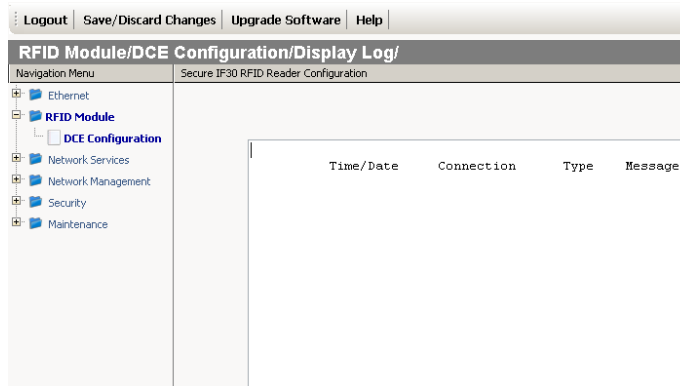 Logout Save/Discard Changes Upgrade Software Help
RFID Module/DCE Configuration/Display Log/
Navigation Menu Secure IF30 RFID Reader Configuration
Ethernet
RFID Module
DCE Configuration
Time/Date Connection Type Message
Network Services
Network Management
Security
Maintenance